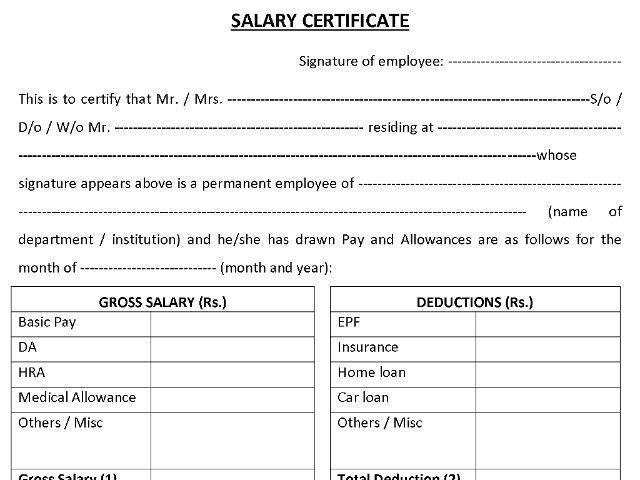 SALARY CERTIFICATE
Signature of employee: ----------------------------------------
This is to certify that Mr. / Mrs. -----------------------------------------------------------------------------S/o /
D/o / W/o Mr. ----------------------------------------------------- residing at ---------------------------------------
---------------------------------------------------------------------------------------------------------------whose
signature appears above is a permanent employee of --------------------------------------------------------
------------------------------------------------------------------------------------------------------------- (name of
department / institution) and he/she has drawn Pay and Allowances are as follows for the
month of ----------------------------- (month and year):
GROSS SALARY (Rs.)
Basic Pay
DA
HRA
Medical Allowance
Others / Misc
Gross Salary (1)
DEDUCTIONS (Rs.)
EPF
Insurance
Home loan
Car loan
Others / Misc
Total Deduction (2)